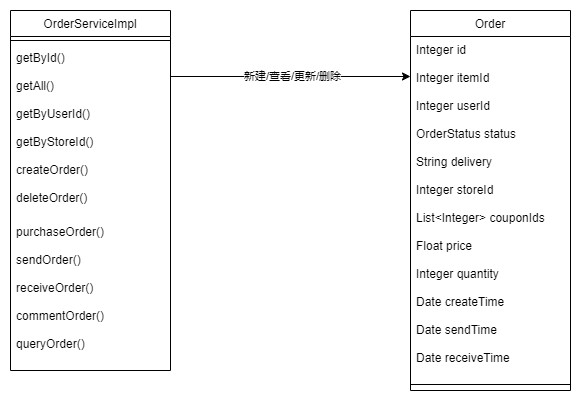 OrderServiceImpl
getById()
getAll()
getByUserId()
getByStoreId()
createOrder()
deleteOrder()
purchaseOrder()
sendOrder()
receiveOrder()
commentOrder()
queryOrder()
新建/查看/更新/删除
Order
Integer id
Integer itemId
Integer userId
OrderStatus status
String delivery
Integer storeId
List<Integer> couponIds
Float price
Integer quantity
Date createTime
Date sendTime
Date receiveTime